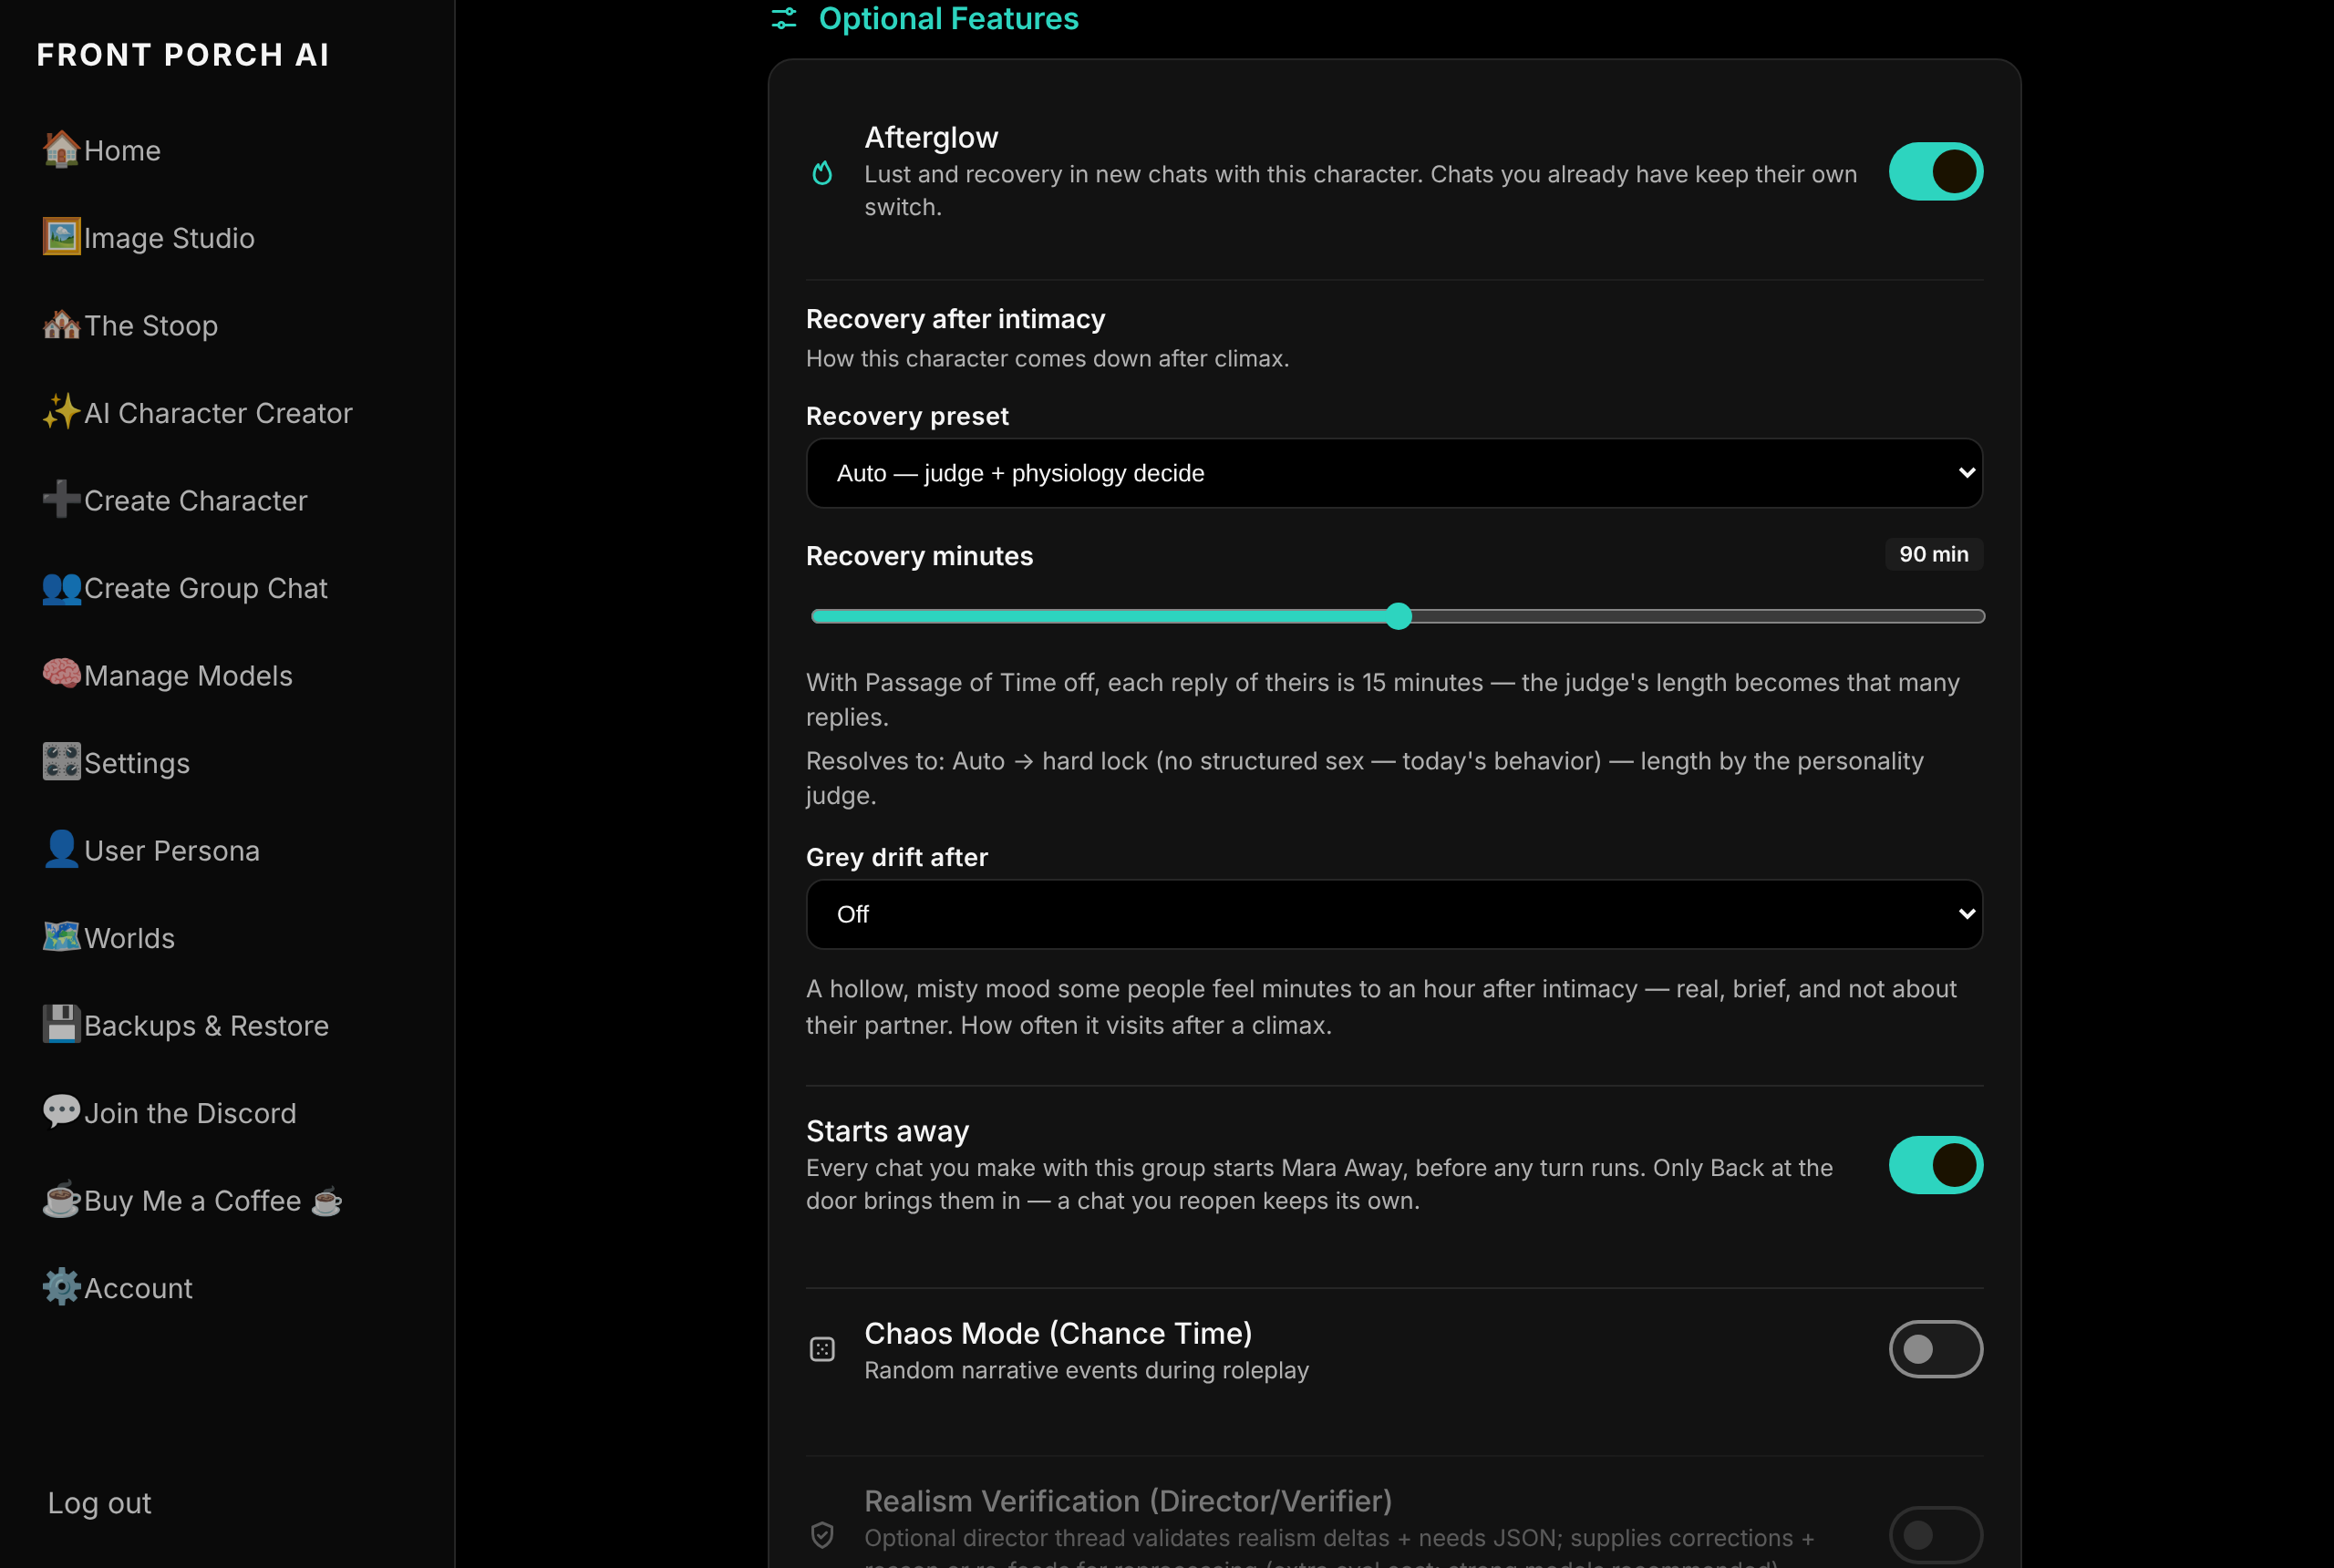 FRONT PORCH AI
Home
Image Studio
The Stoop
AI Character Creator
Create Character
Create Group Chat
Manage Models
Settings
User Persona
Worlds
Backups & Restore
Join the Discord
Buy Me a Coffee ☕
Account
Log out
Optional Features
Afterglow
Lust and recovery in new chats with this character. Chats you already have keep their own
switch.
Recovery after intimacy
How this character comes down after climax.
Recovery preset
Auto — judge + physiology decide
Recovery minutes
90 min
With Passage of Time off, each reply of theirs is 15 minutes — the judge's length becomes that many
replies.
Resolves to: Auto → hard lock (no structured sex — today's behavior) — length by the personality
judge.
Grey drift after
Off
A hollow, misty mood some people feel minutes to an hour after intimacy — real, brief, and not about
their partner. How often it visits after a climax.
Starts away
Every chat you make with this group starts Mara Away, before any turn runs. Only Back at the
door brings them in — a chat you reopen keeps its own.
Chaos Mode (Chance Time)
Random narrative events during roleplay
Realism Verification (Director/Verifier)
Optional director thread validates realism deltas + needs JSON; supplies corrections +